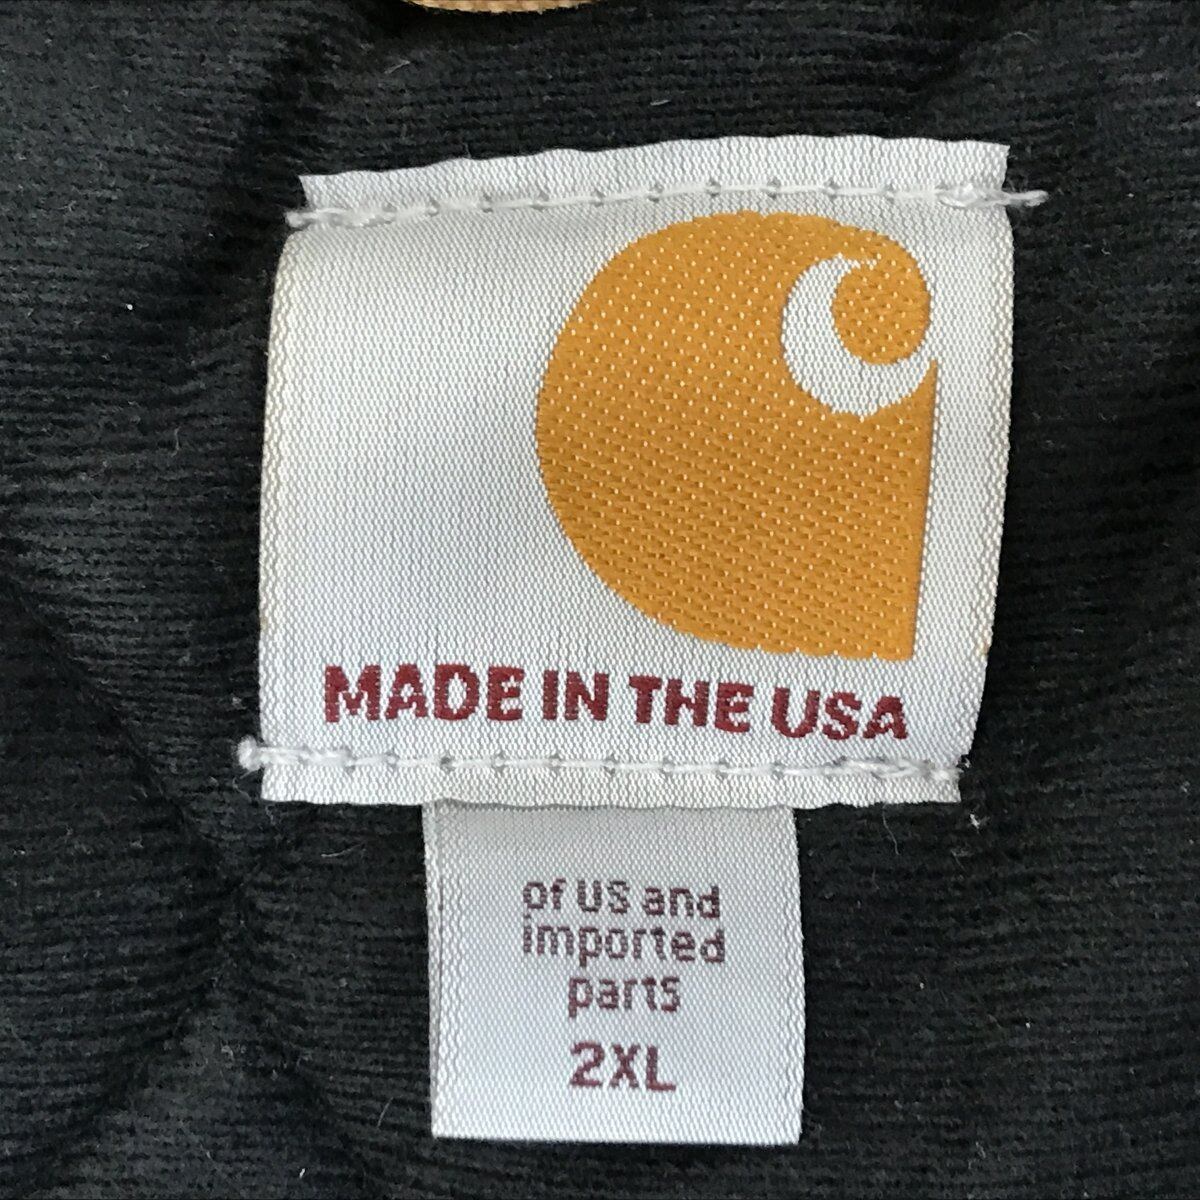 MADE IN THE USA
of US and
imported
parts
2XL